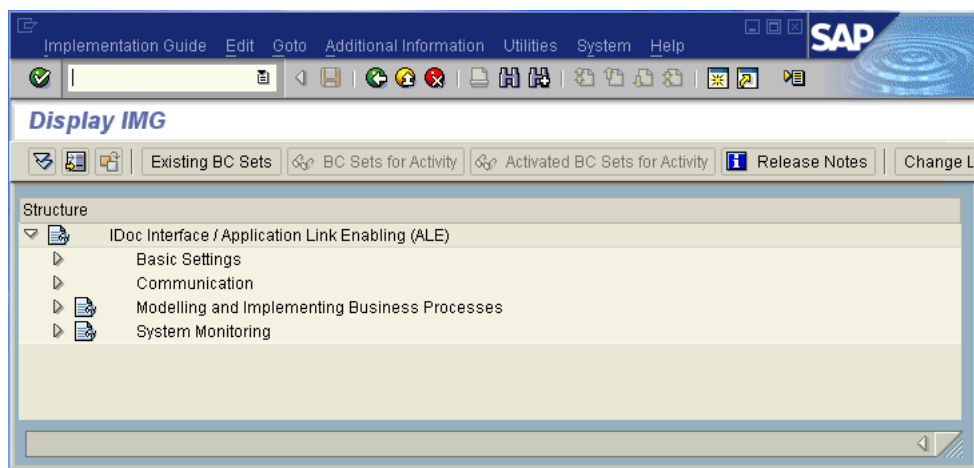 Implementation Guide Edit Goto Additional Information Utilities System Help
SAP
Display IMG
Existing BC Sets BC Sets for Activity Activated BC Sets for Activity Release Notes Change L
Structure
IDoc Interface / Application Link Enabling (ALE)
Basic Settings
Communication
Modelling and Implementing Business Processes
System Monitoring